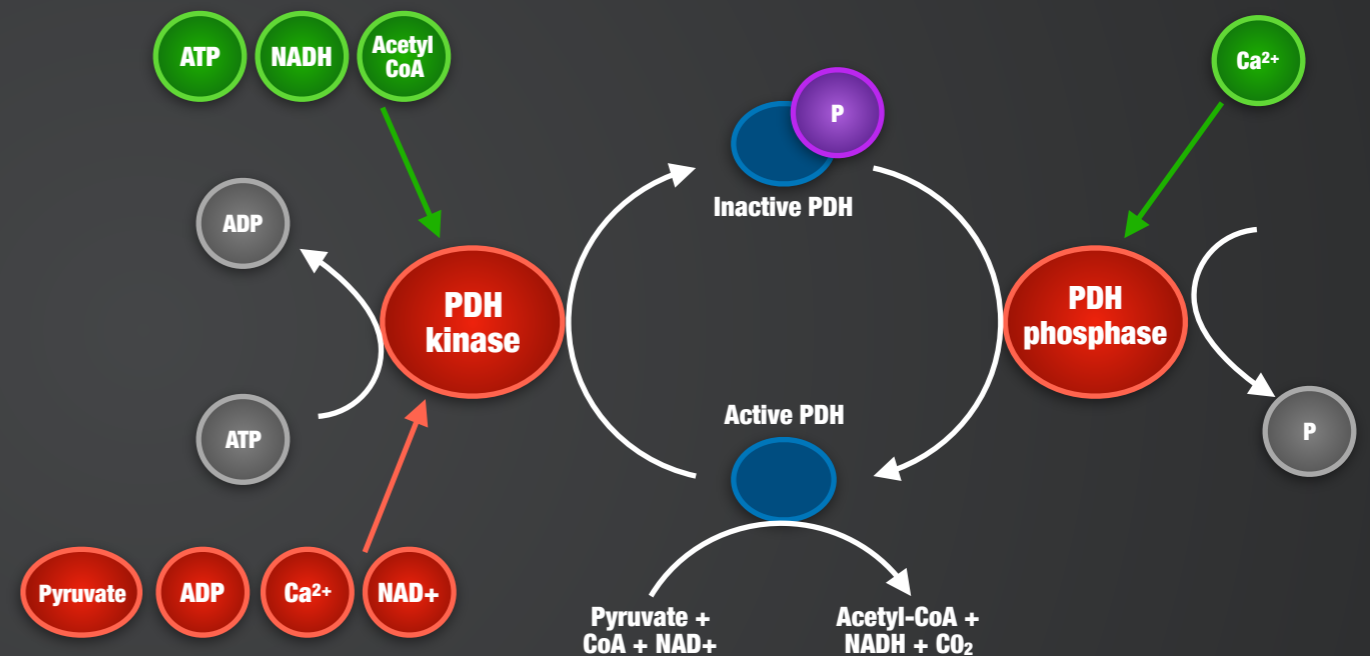 ATP
NADH
Acetyl
CoA
Ca²⁺
P
Inactive PDH
ADP
PDH
kinase
PDH
phosphase
ATP
Active PDH
P
Pyruvate
ADP
Ca²⁺
NAD+
Pyruvate +
CoA + NAD+
Acetyl-CoA +
NADH + CO₂